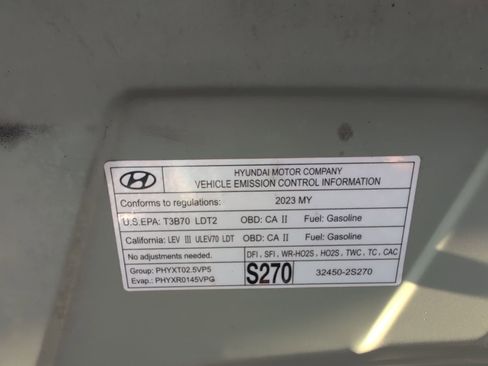 HYUNDAI MOTOR COMPANY
VEHICLE EMISSION CONTROL INFORMATION
Conforms to regulations: 2023 MY
U.S.EPA: T3B70 LDT2 OBD: CA II Fuel: Gasoline
California: LEV III ULEV70 LDT OBD: CA II Fuel: Gasoline
No adjustments needed. DFI, SFI, WR-HO2S, HO2S, TWC, TC, CAC
Group: PHYXT02.5VP5
Evap.: PHYXR0145VPG
S270 32450-2S270